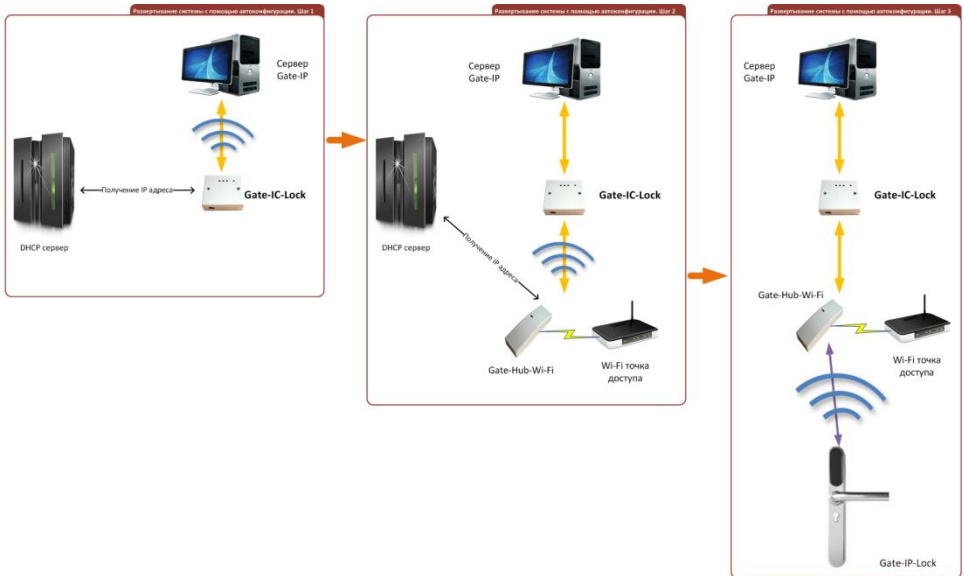 Развертывание системы с помощью автоконфигурации. Шаг 1
Сервер
Gate-IP
Получение IP адреса
Gate-IC-Lock
DHCP сервер
Развертывание системы с помощью автоконфигурации. Шаг 2
Сервер
Gate-IP
Gate-IC-Lock
DHCP сервер
Получение IP адреса
Gate-Hub-Wi-Fi
Wi-Fi точка
доступа
Развертывание системы с помощью автоконфигурации. Шаг 3
Сервер
Gate-IP
Gate-IC-Lock
Gate-Hub-Wi-Fi
Wi-Fi точка
доступа
Gate-IP-Lock